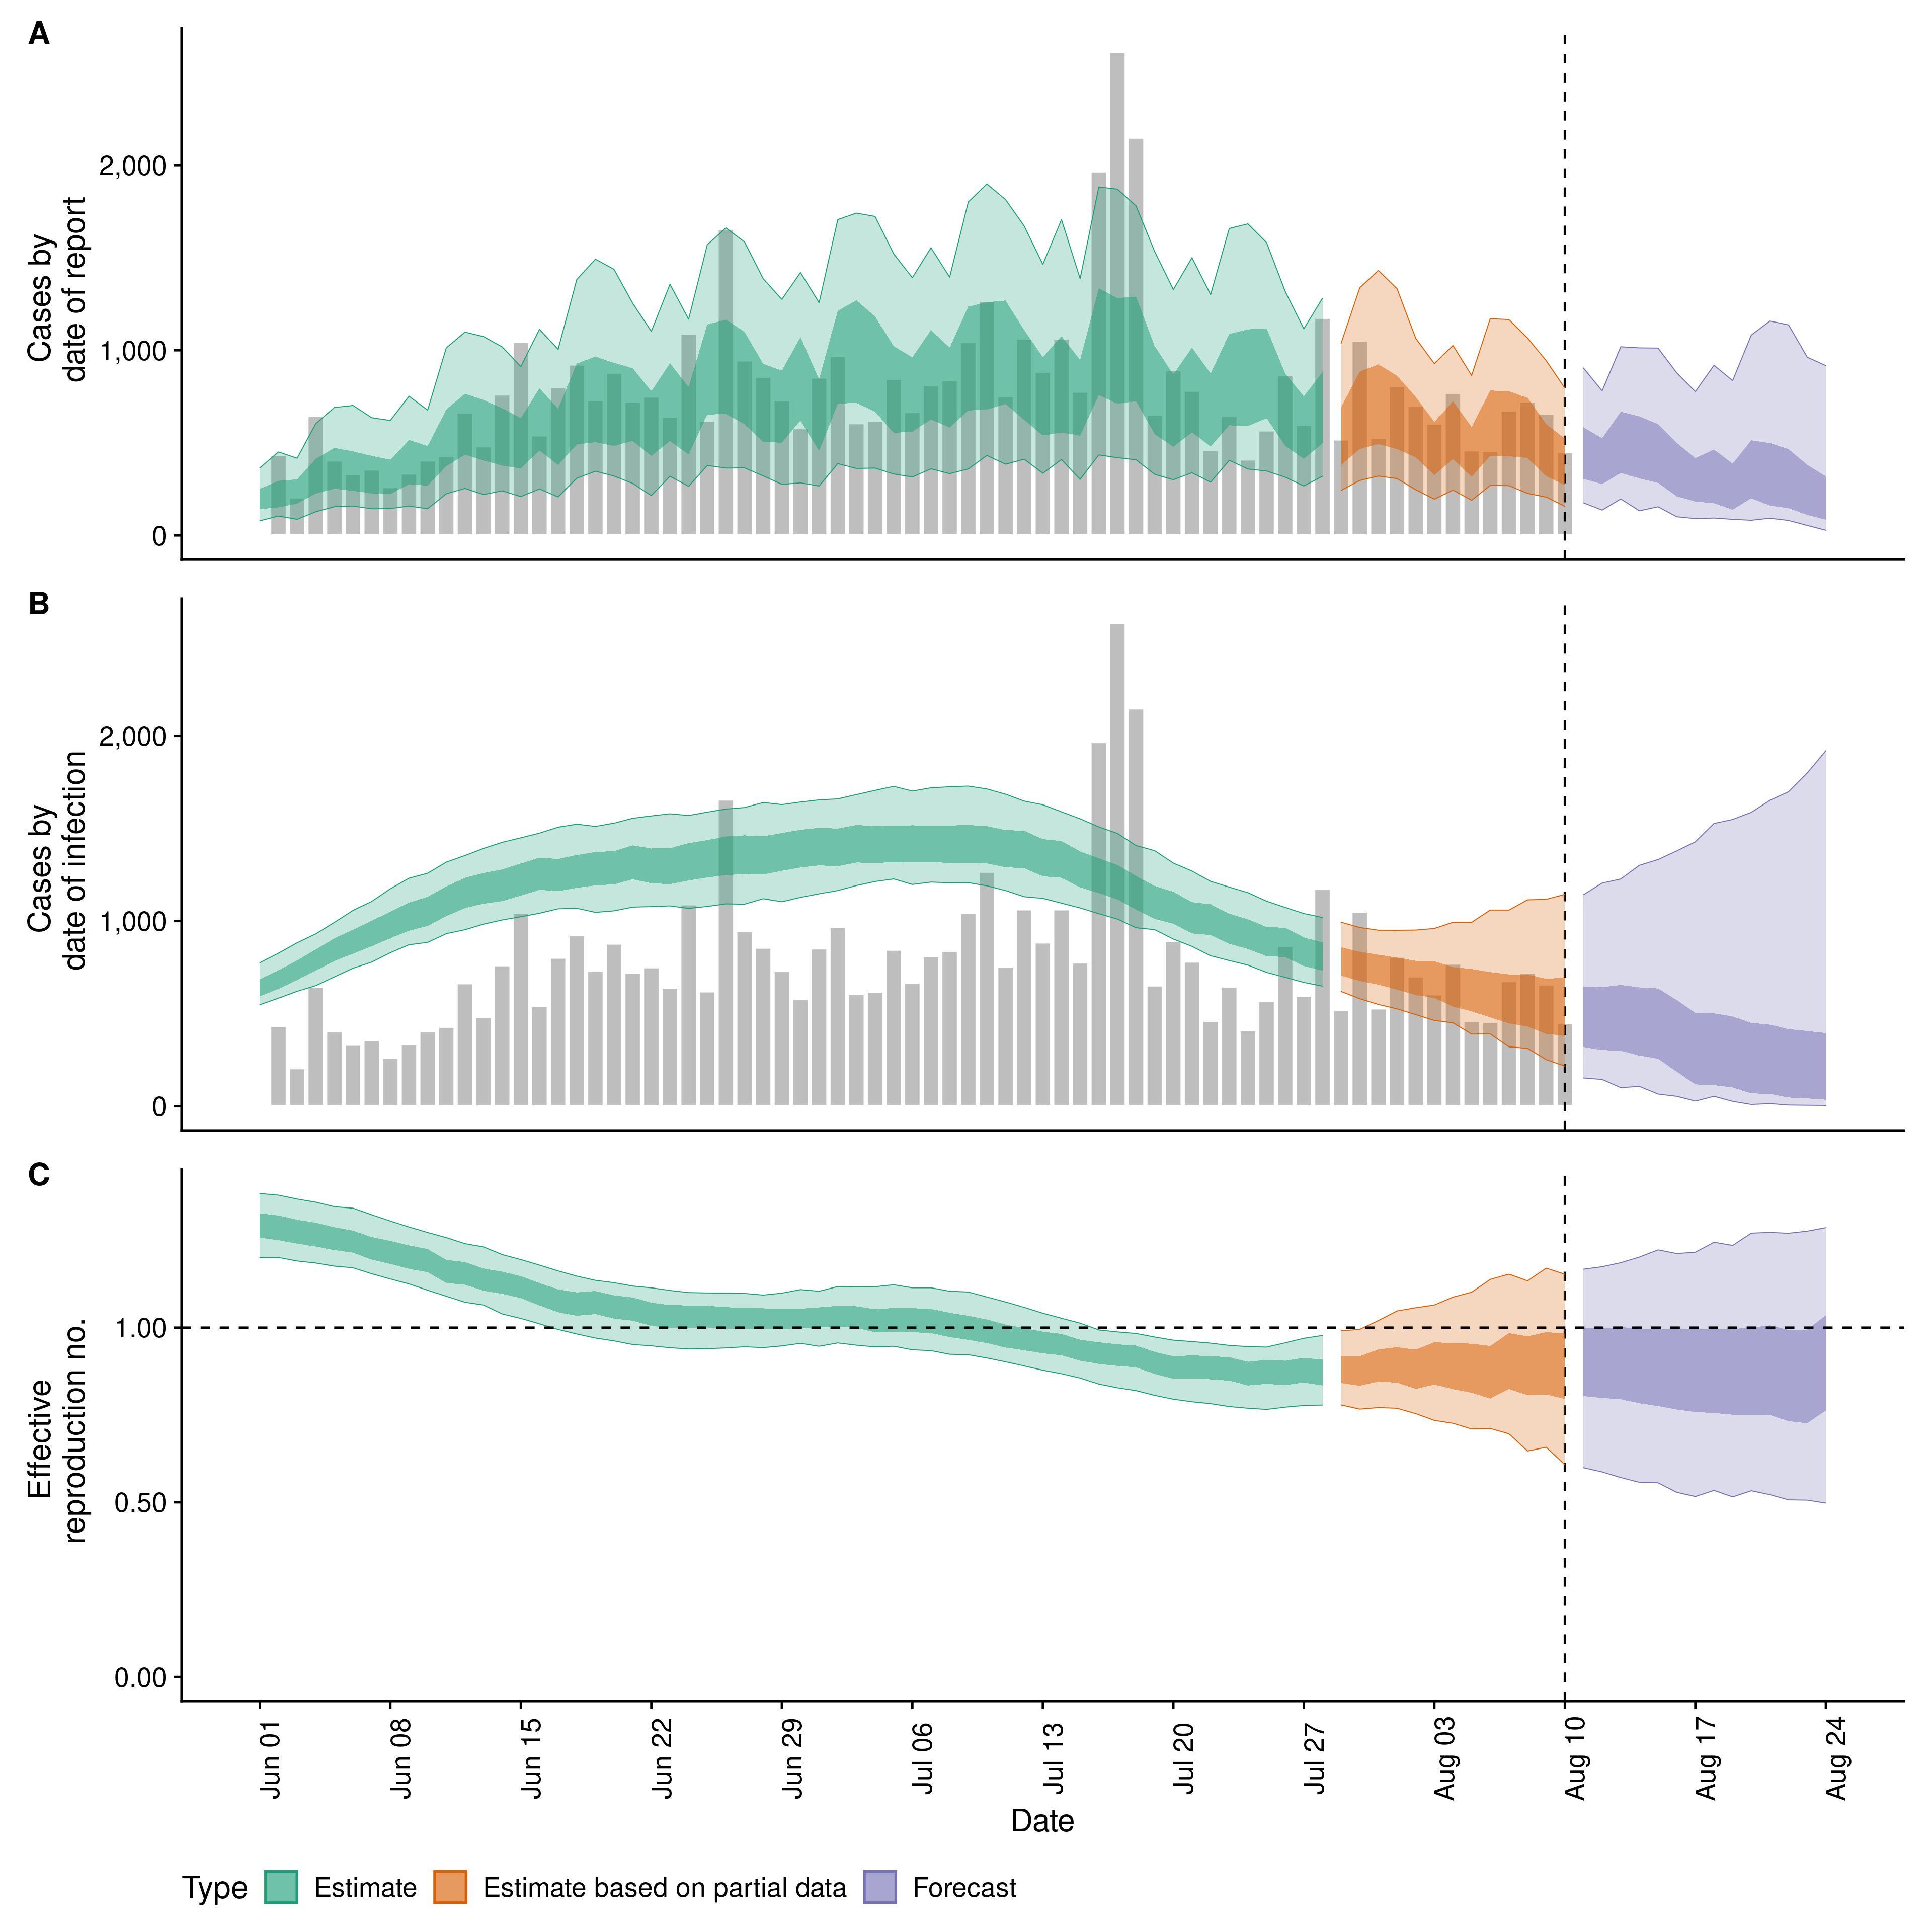 A
Cases by
date of report
2,000
1,000
0
B
Cases by
date of infection
2,000
1,000
0
C
Effective
reproduction no.
1.00
0.50
0.00
Jun 01
Jun 08
Jun 15
Jun 22
Jun 29
Jul 06
Jul 13
Jul 20
Jul 27
Aug 03
Aug 10
Aug 17
Aug 24
Date
Type
Estimate
Estimate based on partial data
Forecast